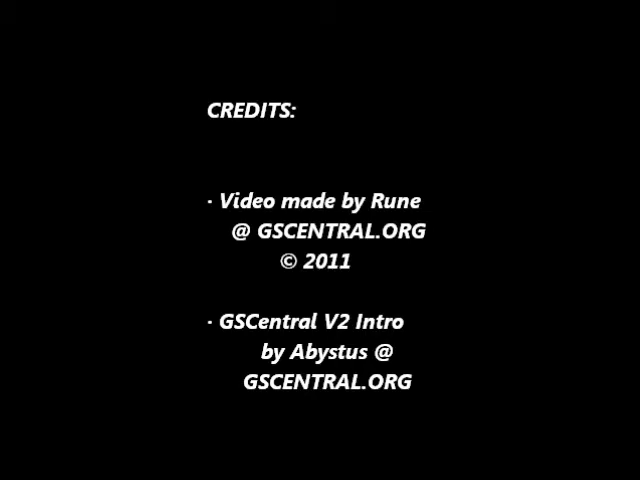 CREDITS:
· Video made by Rune
@ GSCENTRAL.ORG
© 2011
· GSCentral V2 Intro
by Abystus @
GSCENTRAL.ORG